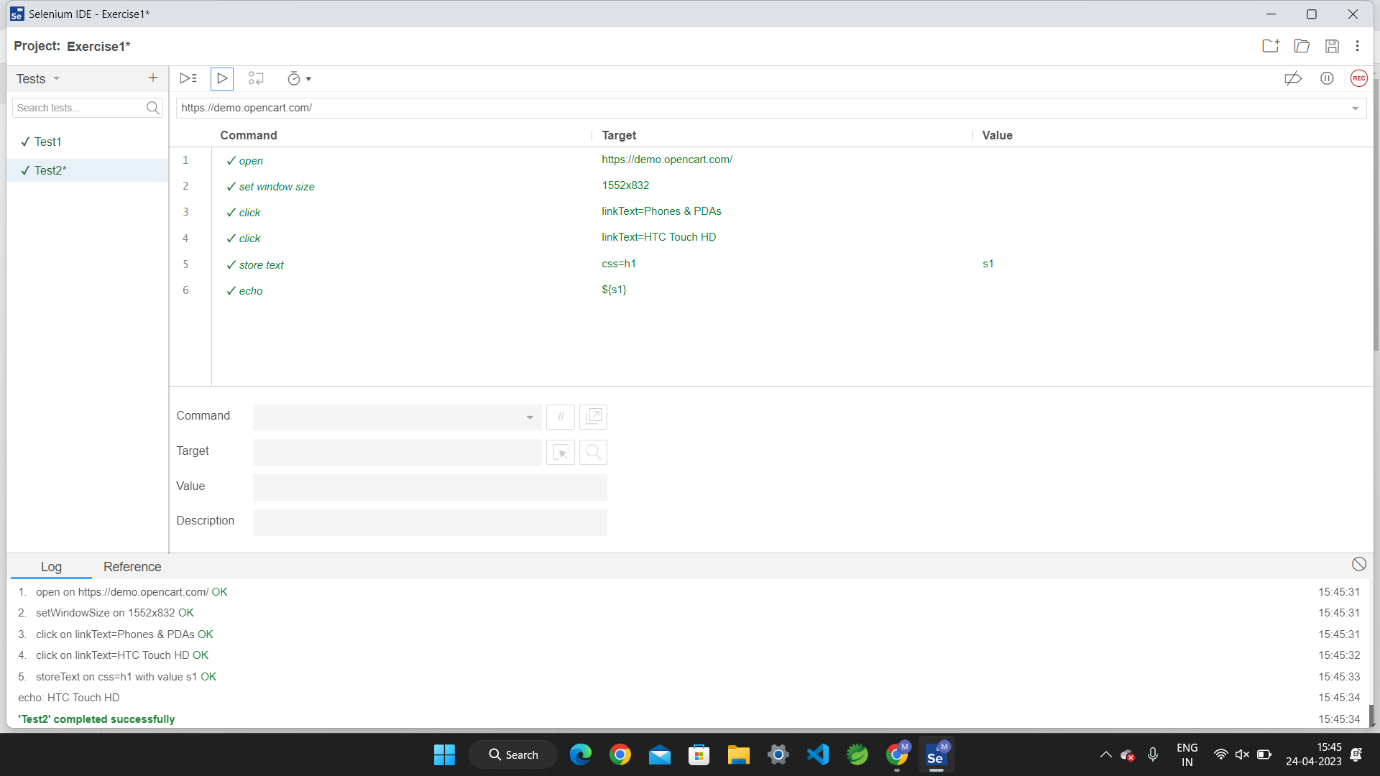 Selenium IDE - Exercise1*
Project: Exercise1*
Tests
Search tests...
https://demo.opencart.com/
Command Target Value
Test1
Test2*
1 open https://demo.opencart.com/
2 set window size 1552x832
3 click linkText=Phones & PDAs
4 click linkText=HTC Touch HD
5 store text css=h1 s1
6 echo ${s1}
REC
Command //
Target
Value
Description
Log Reference
1. open on https://demo.opencart.com/ OK 15:45:31
2. setWindowSize on 1552x832 OK 15:45:31
3. click on linkText=Phones & PDAs OK 15:45:31
4. click on linkText=HTC Touch HD OK 15:45:32
5. storeText on css=h1 with value s1 OK 15:45:33
echo: HTC Touch HD 15:45:34
'Test2' completed successfully 15:45:34
Search
M
Se M
ENG
IN
15:45
24-04-2023